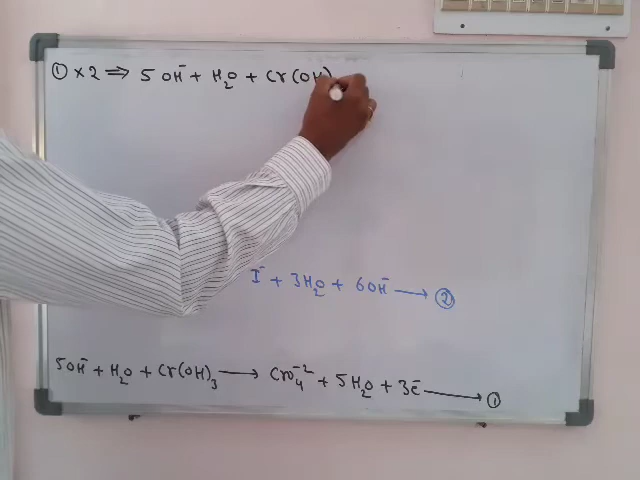 ① × 2 ⇒ 5 OH⁻ + H₂O + Cr(OH)
I⁻ + 3H₂O + 6OH⁻ ⟶ ②
5OH⁻ + H₂O + Cr(OH)₃ ⟶ CrO₄⁻² + 5H₂O + 3e⁻ ⟶ ①